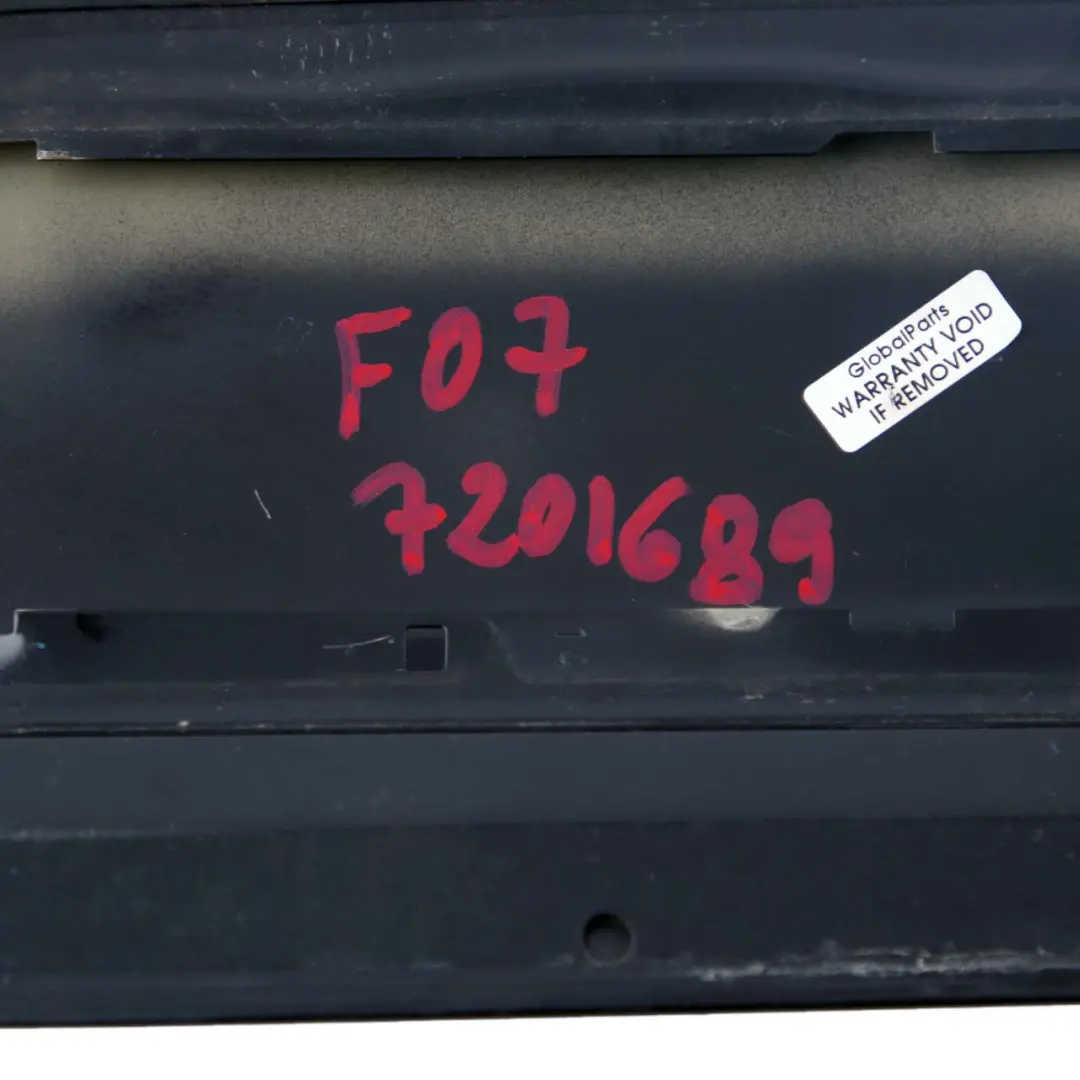 F07
7201689
GlobalParts
WARRANTY VOID
IF REMOVED